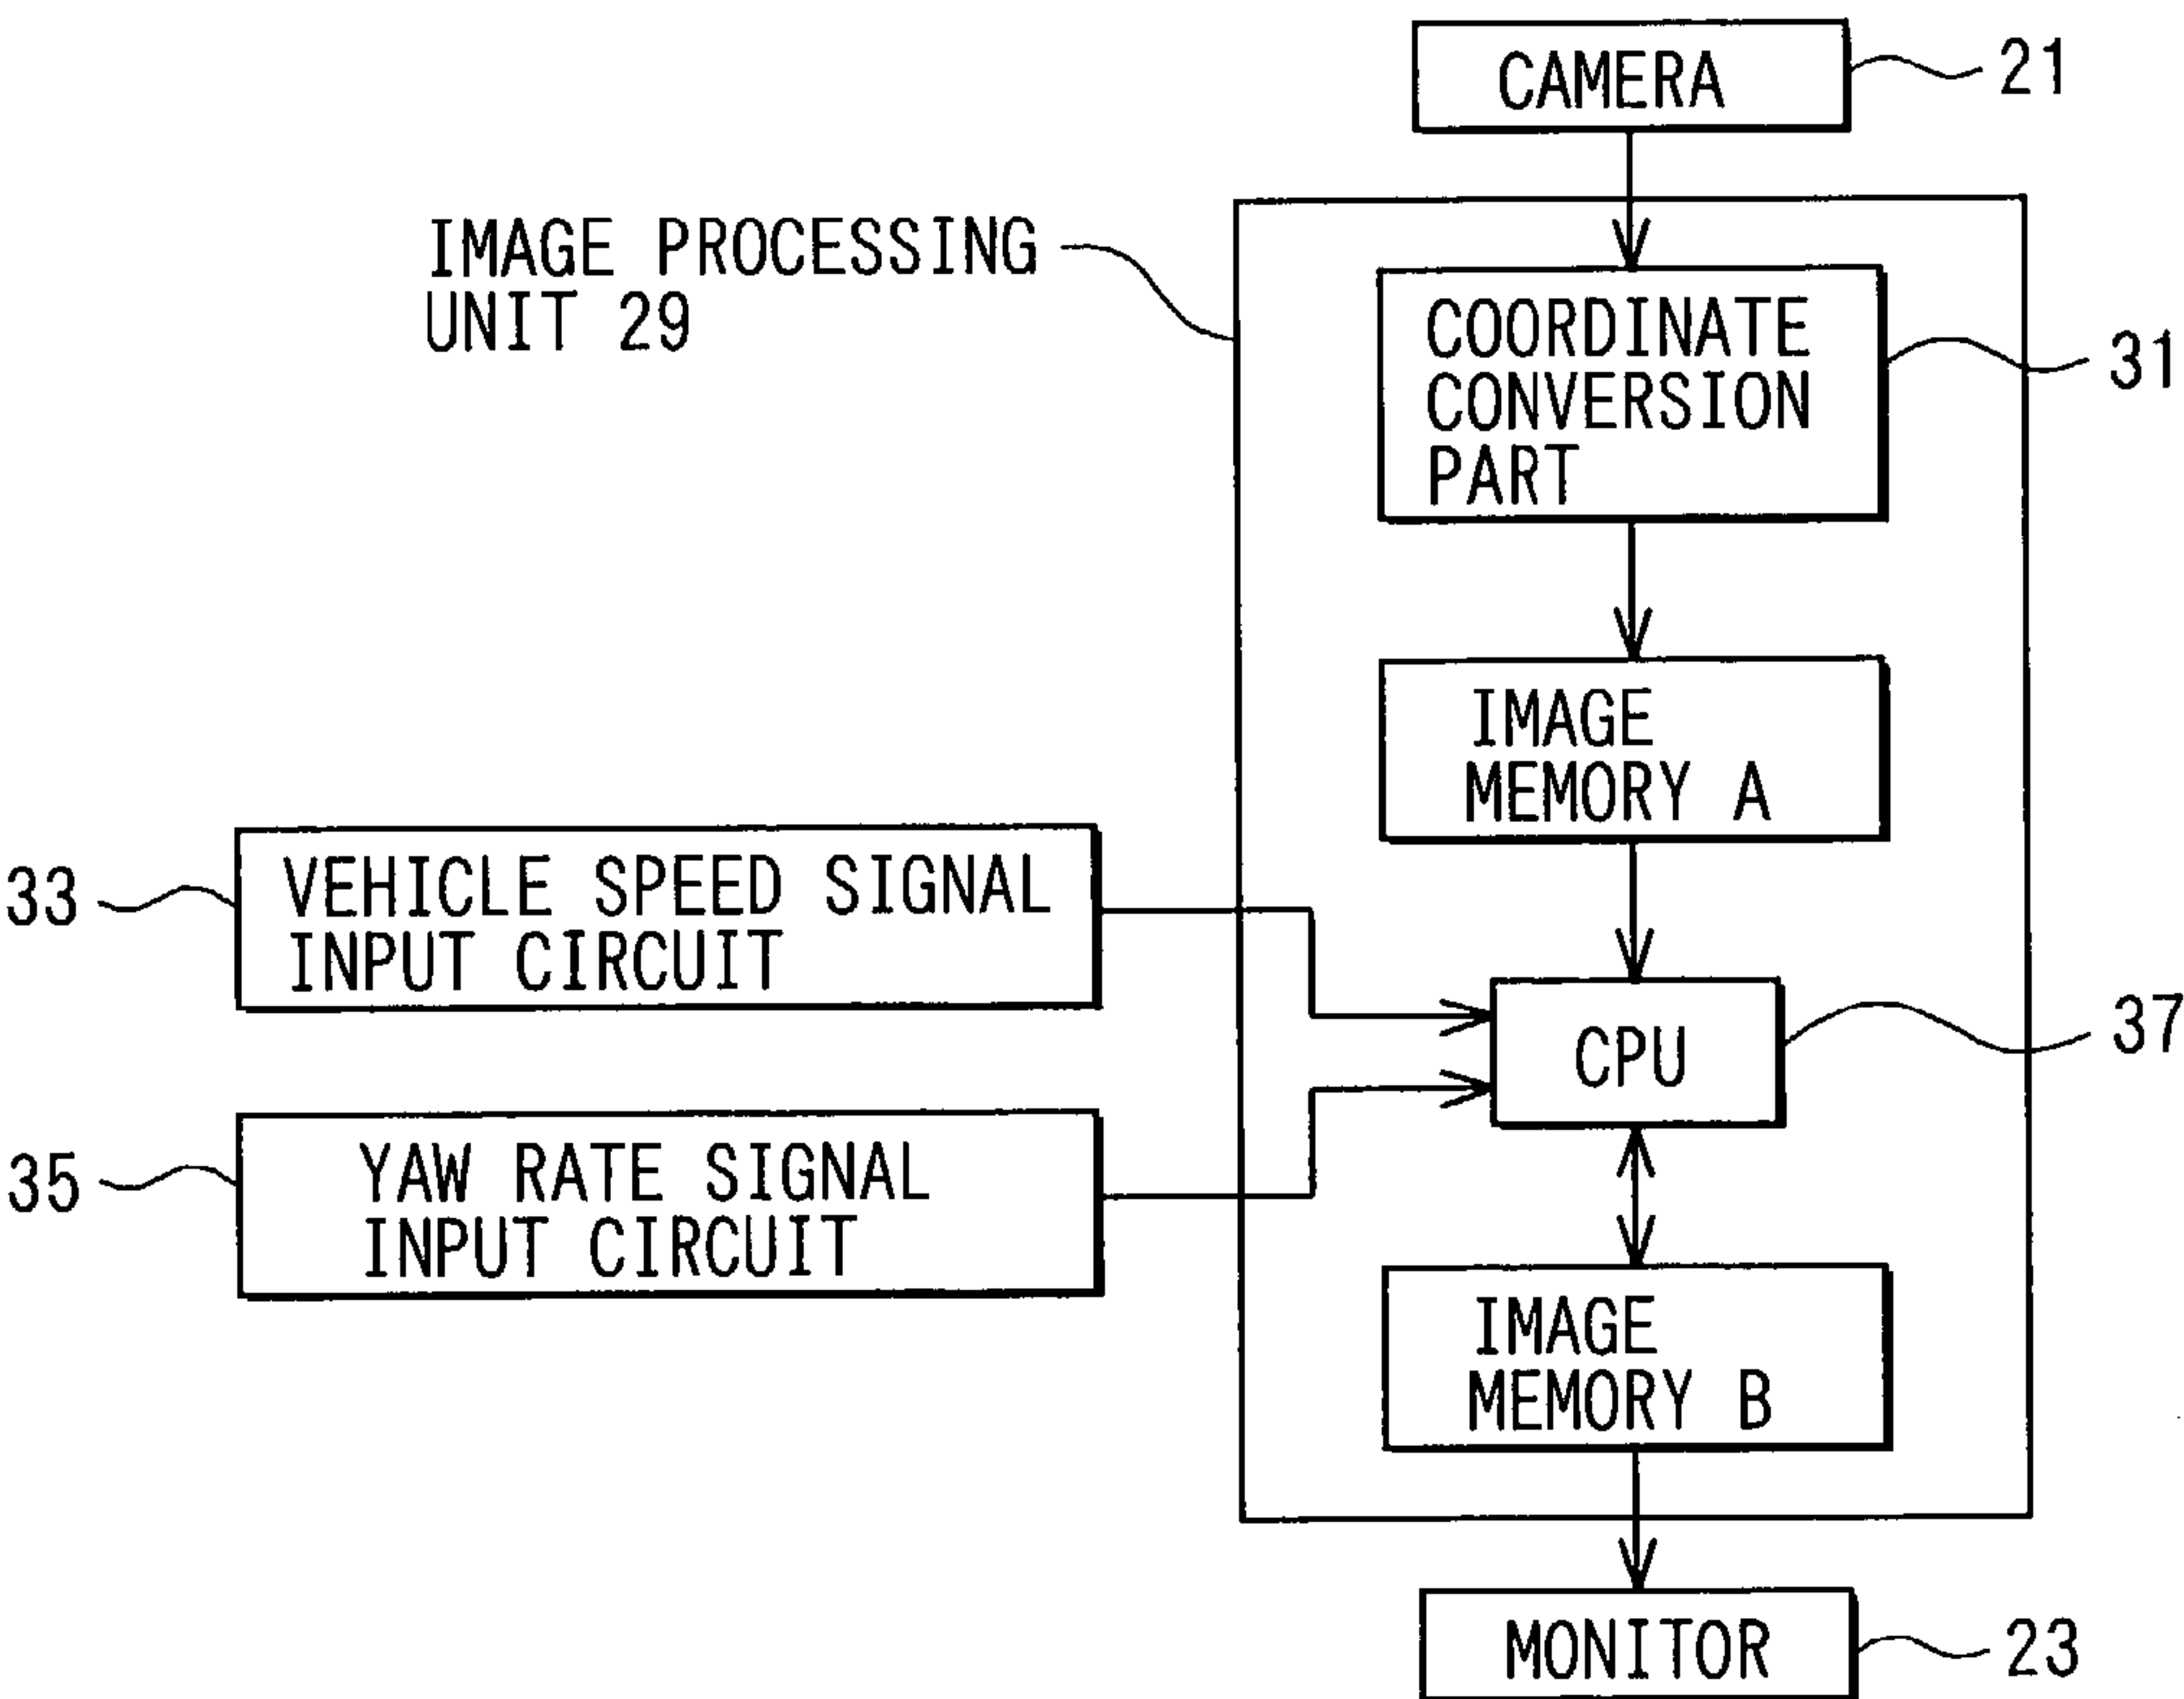 CAMERA
21
IMAGE PROCESSING
UNIT 29
COORDINATE
CONVERSION
PART
31
IMAGE
MEMORY A
33
VEHICLE SPEED SIGNAL
INPUT CIRCUIT
CPU
37
35
YAW RATE SIGNAL
INPUT CIRCUIT
IMAGE
MEMORY B
MONITOR
23